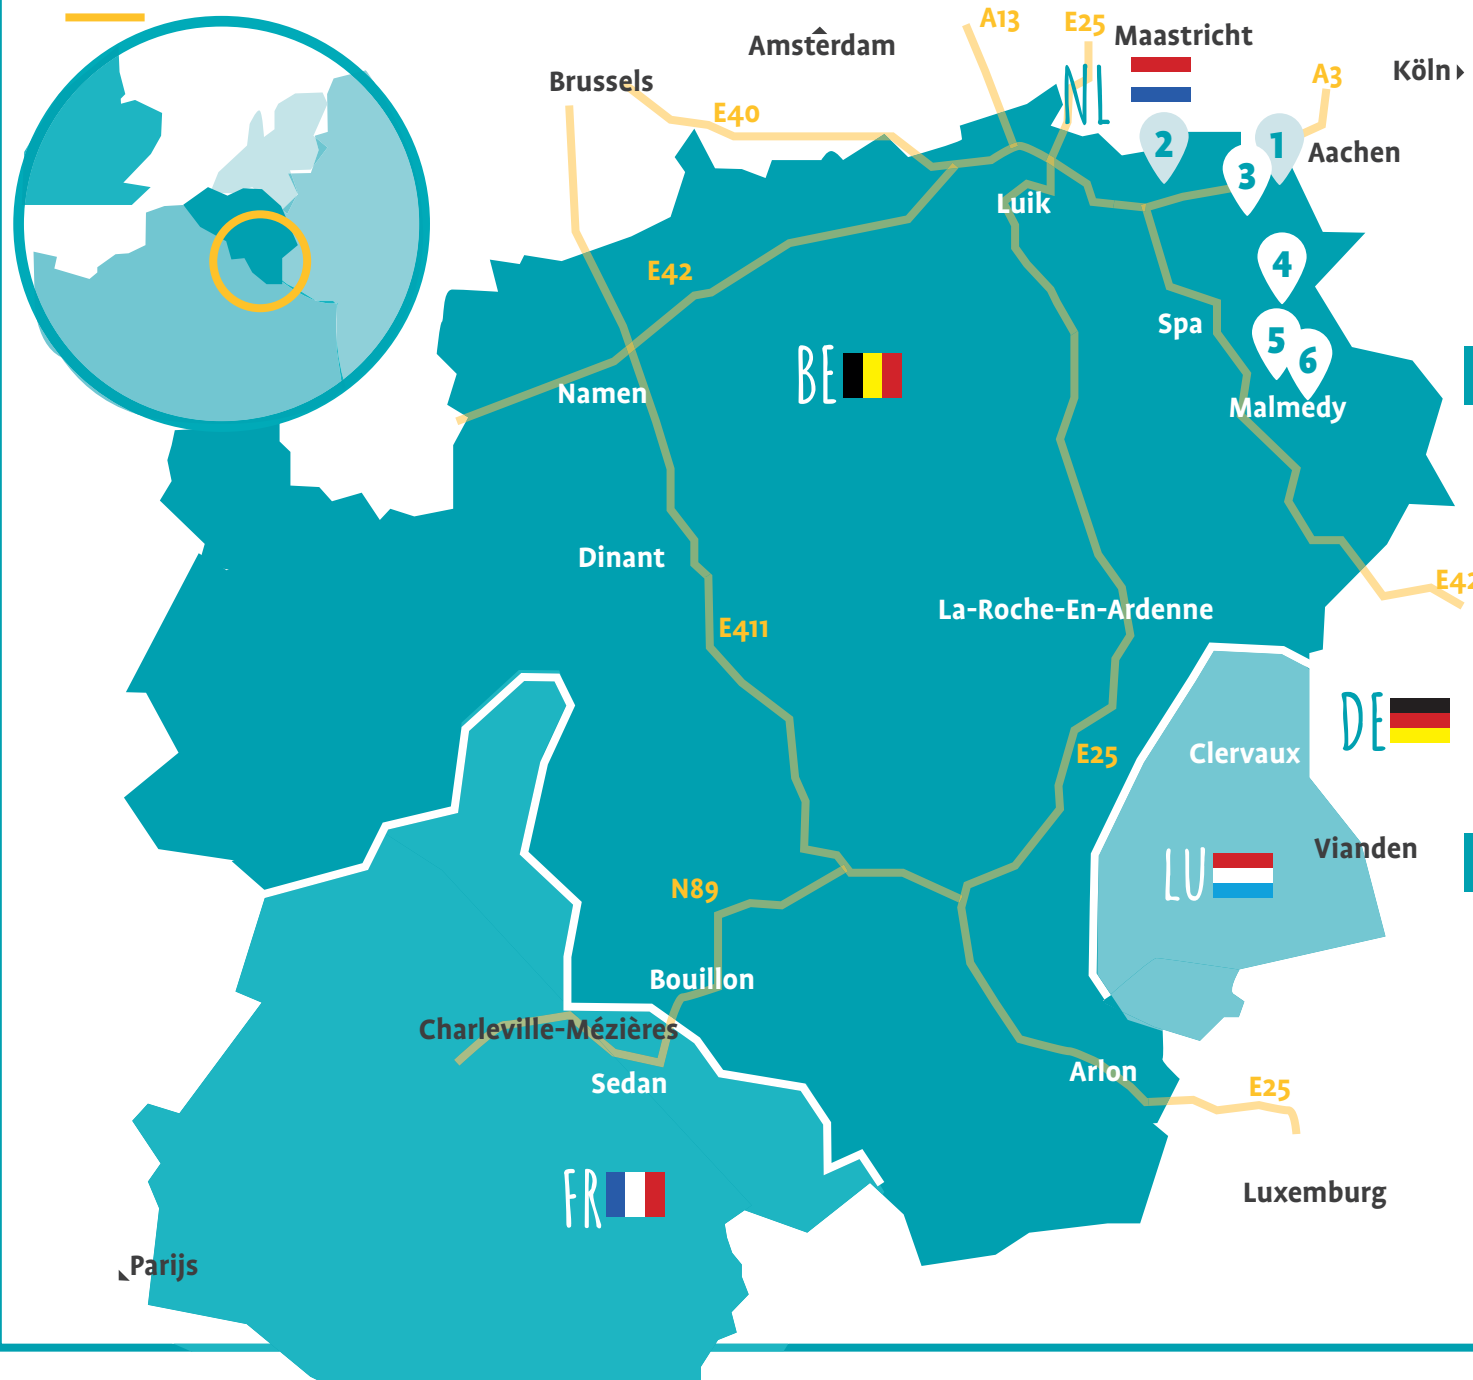 A13
E25
Maastricht
Amsterdam
Köln
A3
Brussels
NL
E40
2
1
Aachen
3
Luik
4
E42
Spa
5
6
BE
Namen
Malmedy
Dinant
E42
La-Roche-En-Ardenne
E411
DE
Clervaux
E25
Vianden
LU
N89
Bouillon
Charleville-Mézières
Arlon
Sedan
E25
FR
Luxemburg
Parijs